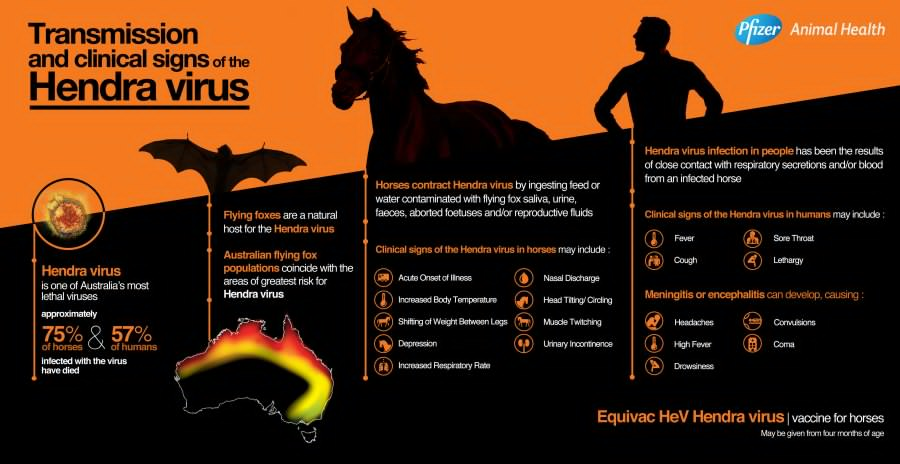 Transmission
and clinical signs of the
Hendra virus
Pfizer Animal Health
Hendra virus
is one of Australia's most
lethal viruses
approximately
75% & 57%
of horses of humans
infected with the virus
have died
Flying foxes are a natural
host for the Hendra virus
Australian flying fox
populations coincide with the
areas of greatest risk for
Hendra virus
Horses contract Hendra virus by ingesting feed or
water contaminated with flying fox saliva, urine,
faeces, aborted foetuses and/or reproductive fluids
Clinical signs of the Hendra virus in horses may include :
Acute Onset of Illness
Increased Body Temperature
Shifting of Weight Between Legs
Depression
Increased Respiratory Rate
Nasal Discharge
Head Tilting/ Circling
Muscle Twitching
Urinary Incontinence
Hendra virus infection in people has been the results
of close contact with respiratory secretions and/or blood
from an infected horse
Clinical signs of the Hendra virus in humans may include :
Fever
Cough
Sore Throat
Lethargy
Meningitis or encephalitis can develop, causing :
Headaches
High Fever
Drowsiness
Convulsions
Coma
Equivac HeV Hendra virus | vaccine for horses
May be given from four months of age